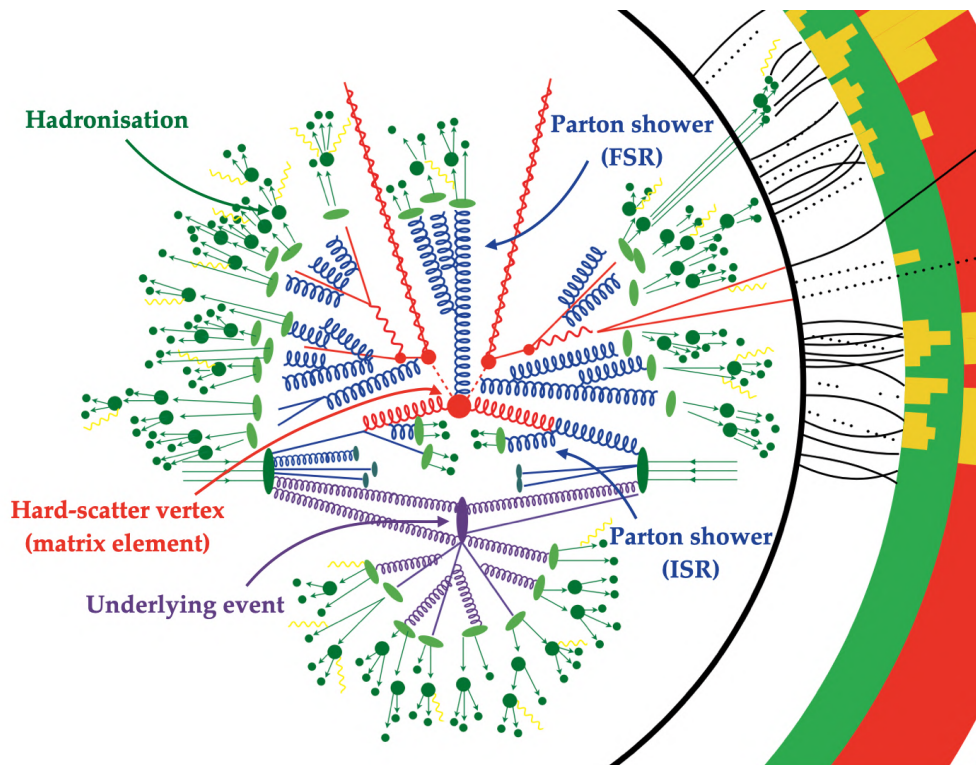 Hadronisation
Parton shower
(FSR)
Hard-scatter vertex
(matrix element)
Parton shower
(ISR)
Underlying event